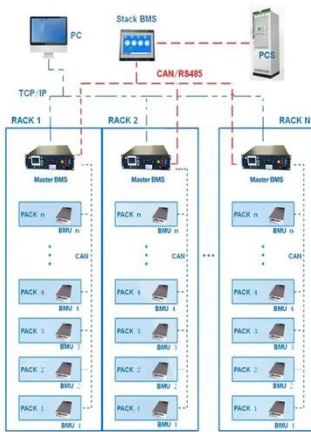 PC
Stack BMS
PCS
CAN/RS485
TCP/IP
RACK 1
RACK 2
RACK N
Master BMS
Master BMS
Master BMS
PACK n
BMU n
PACK n
BMU n
PACK n
BMU n
CAN
CAN
CAN
PACK 4
BMU 4
PACK 4
BMU 4
PACK 4
BMU 4
PACK 3
BMU 3
PACK 3
BMU 3
PACK 3
BMU 3
PACK 2
BMU 2
PACK 2
BMU 2
PACK 2
BMU 2
PACK 1
BMU 1
PACK 1
BMU 1
PACK 1
BMU 1